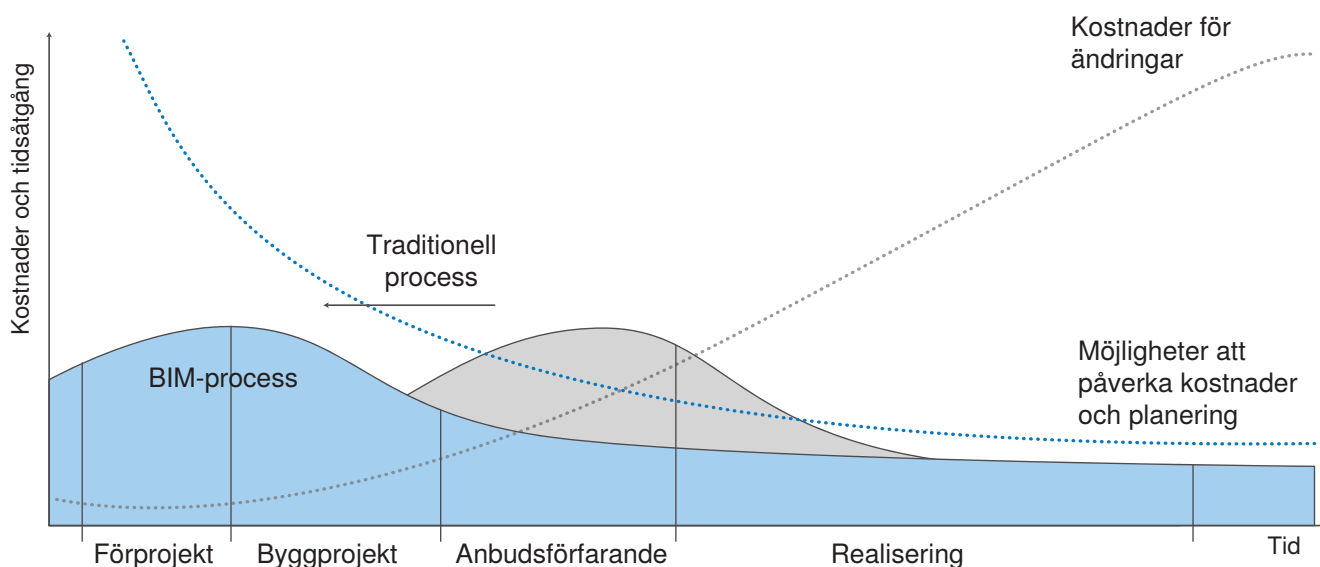 Kostnader för
ändringar
Kostnader och tidsåtgång
Traditionell
process
BIM-process
Möjligheter att
påverka kostnader
och planering
Förprojekt
Byggprojekt
Anbudsförfarande
Realisering
Tid